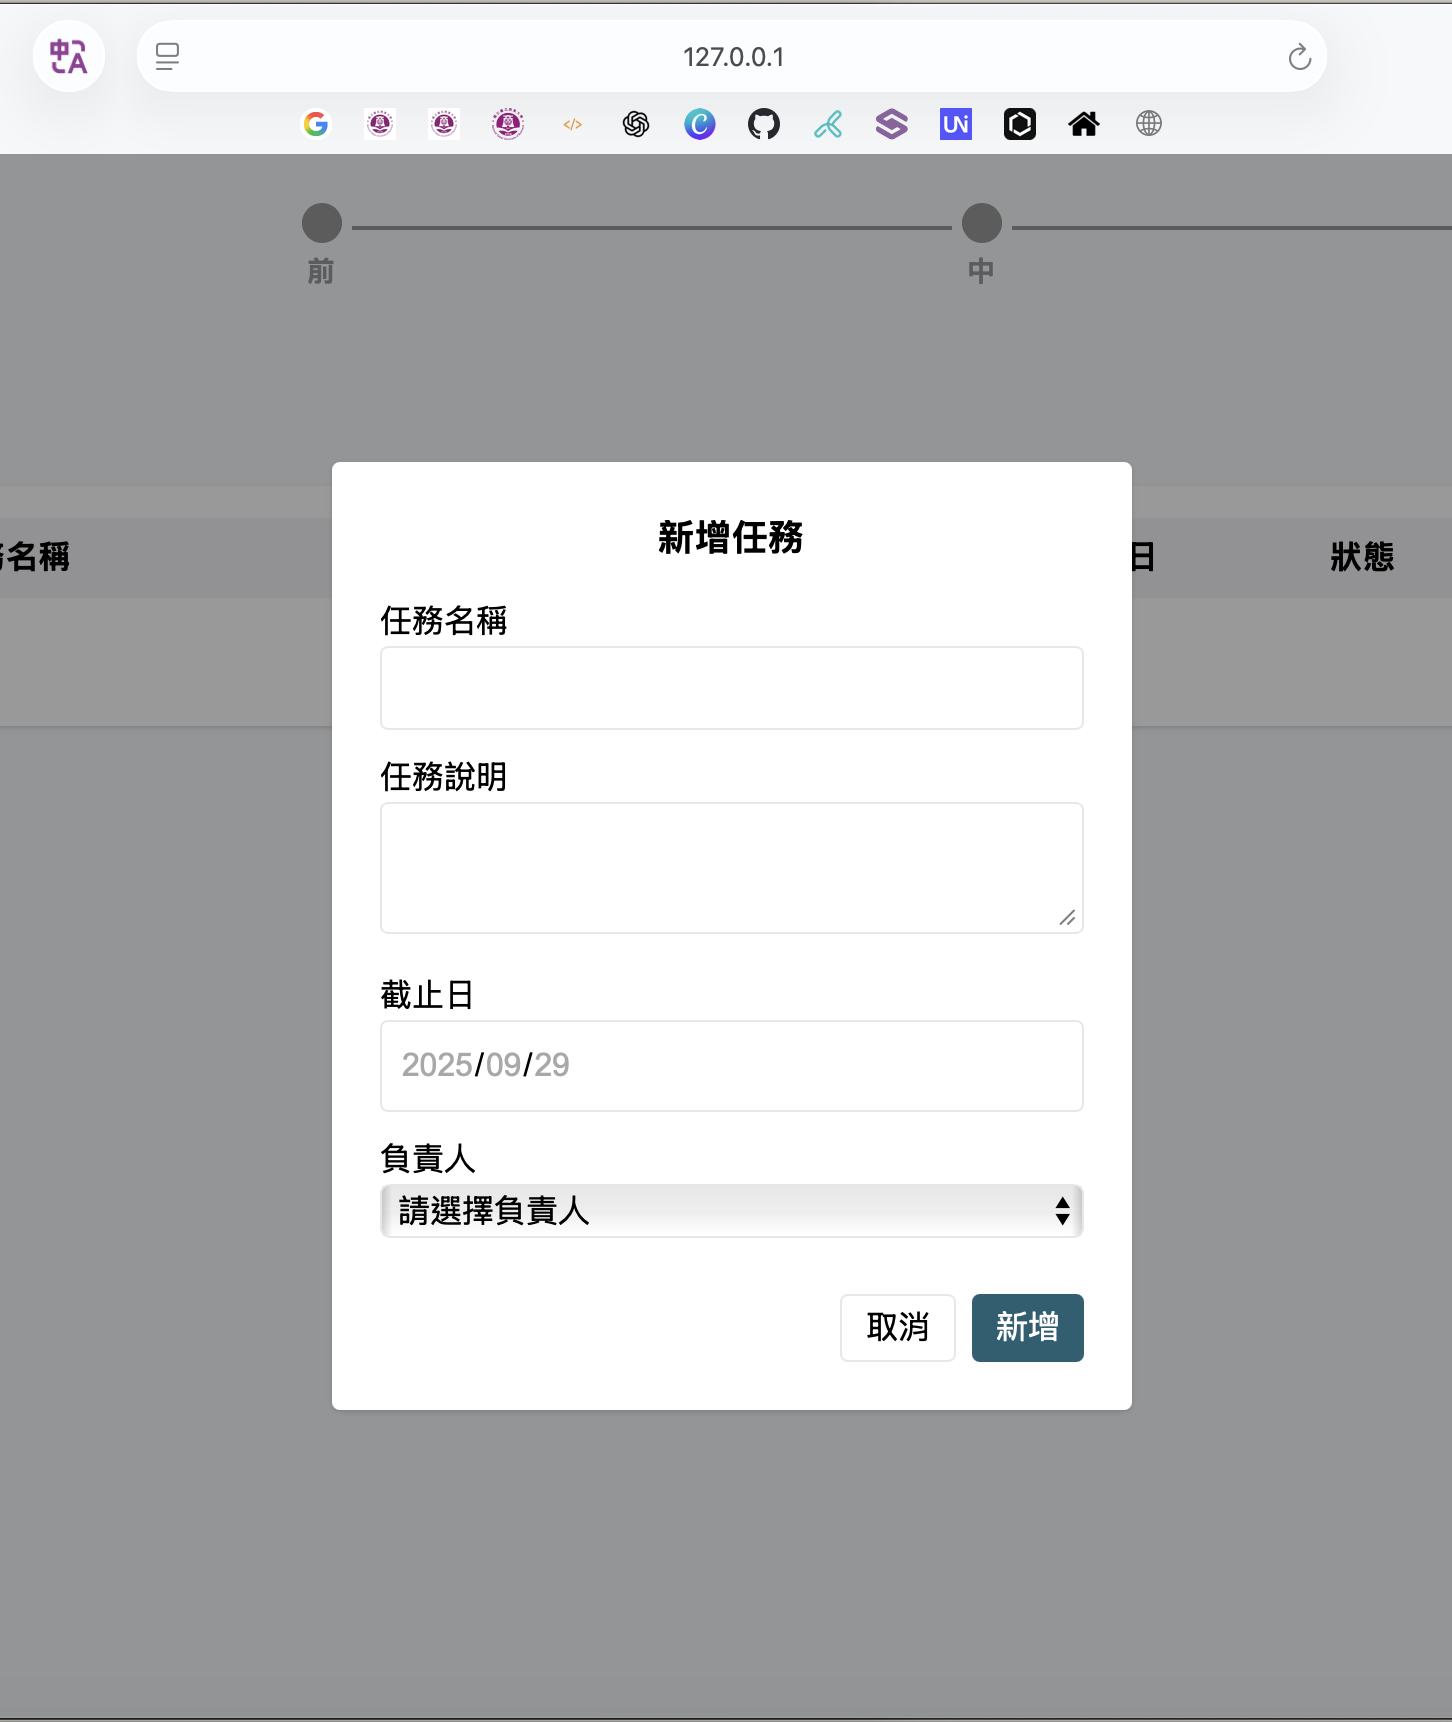 127.0.0.1
前
中
名稱
日
狀態
新增任務
任務名稱
任務說明
截止日
2025/09/29
負責人
請選擇負責人
取消
新增